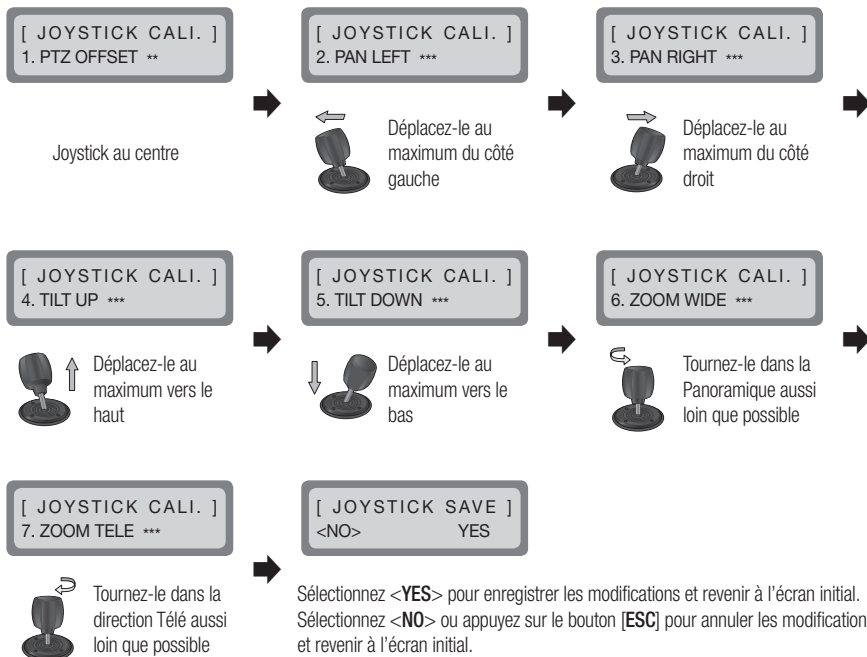 [ JOYSTICK CALI. ]
1. PTZ OFFSET **
Joystick au centre
[ JOYSTICK CALI. ]
2. PAN LEFT ***
Déplacez-le au
maximum du côté
gauche
[ JOYSTICK CALI. ]
3. PAN RIGHT ***
Déplacez-le au
maximum du côté
droit
[ JOYSTICK CALI. ]
4. TILT UP ***
Déplacez-le au
maximum vers le
haut
[ JOYSTICK CALI. ]
5. TILT DOWN ***
Déplacez-le au
maximum vers le
bas
[ JOYSTICK CALI. ]
6. ZOOM WIDE ***
Tournez-le dans la
Panoramique aussi
loin que possible
[ JOYSTICK CALI. ]
7. ZOOM TELE ***
Tournez-le dans la
direction Télé aussi
loin que possible
[ JOYSTICK SAVE ]
<NO> YES
Sélectionnez <YES> pour enregistrer les modifications et revenir à l'écran initial.
Sélectionnez <NO> ou appuyez sur le bouton [ESC] pour annuler les modification
et revenir à l'écran initial.